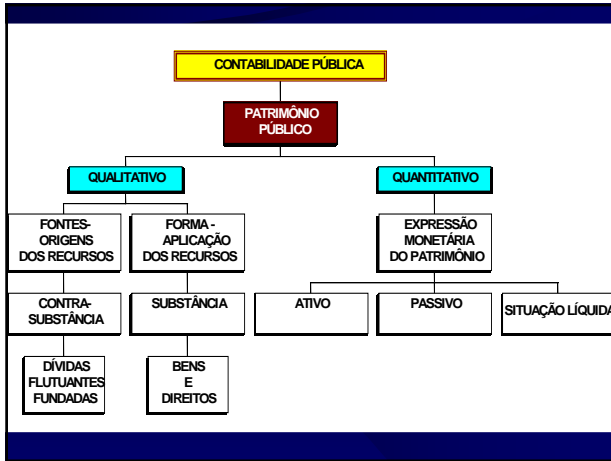 CONTABILIDADE PÚBLICA
PATRIMÔNIO
PÚBLICO
QUALITATIVO
QUANTITATIVO
FONTES-
ORIGENS
DOS RECURSOS
FORMA -
APLICAÇÃO
DOS RECURSOS
EXPRESSÃO
MONETÁRIA
DO PATRIMÔNIO
CONTRA-
SUBSTÂNCIA
SUBSTÂNCIA
ATIVO
PASSIVO
SITUAÇÃO LÍQUIDA
DÍVIDAS
FLUTUANTES
FUNDADAS
BENS
E
DIREITOS